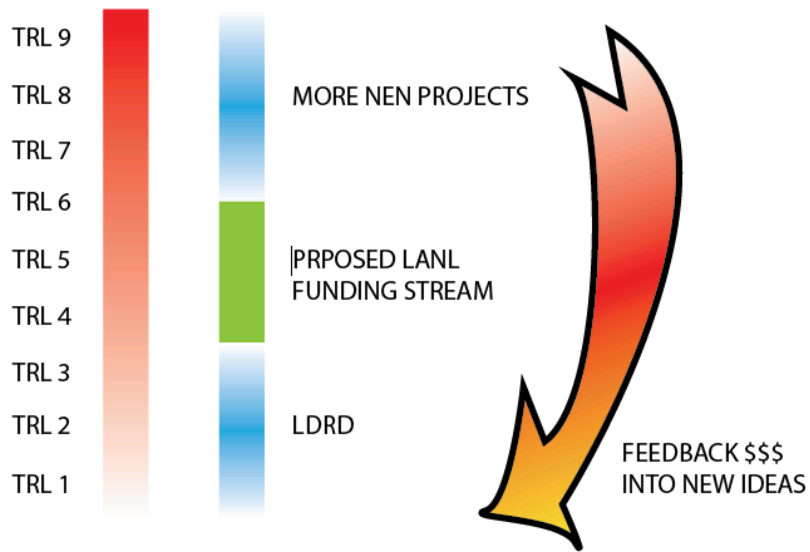 TRL 9
TRL 8
TRL 7
TRL 6
TRL 5
TRL 4
TRL 3
TRL 2
TRL 1
MORE NEN PROJECTS
PRPOSED LANL
FUNDING STREAM
LDRD
FEEDBACK $$$
INTO NEW IDEAS